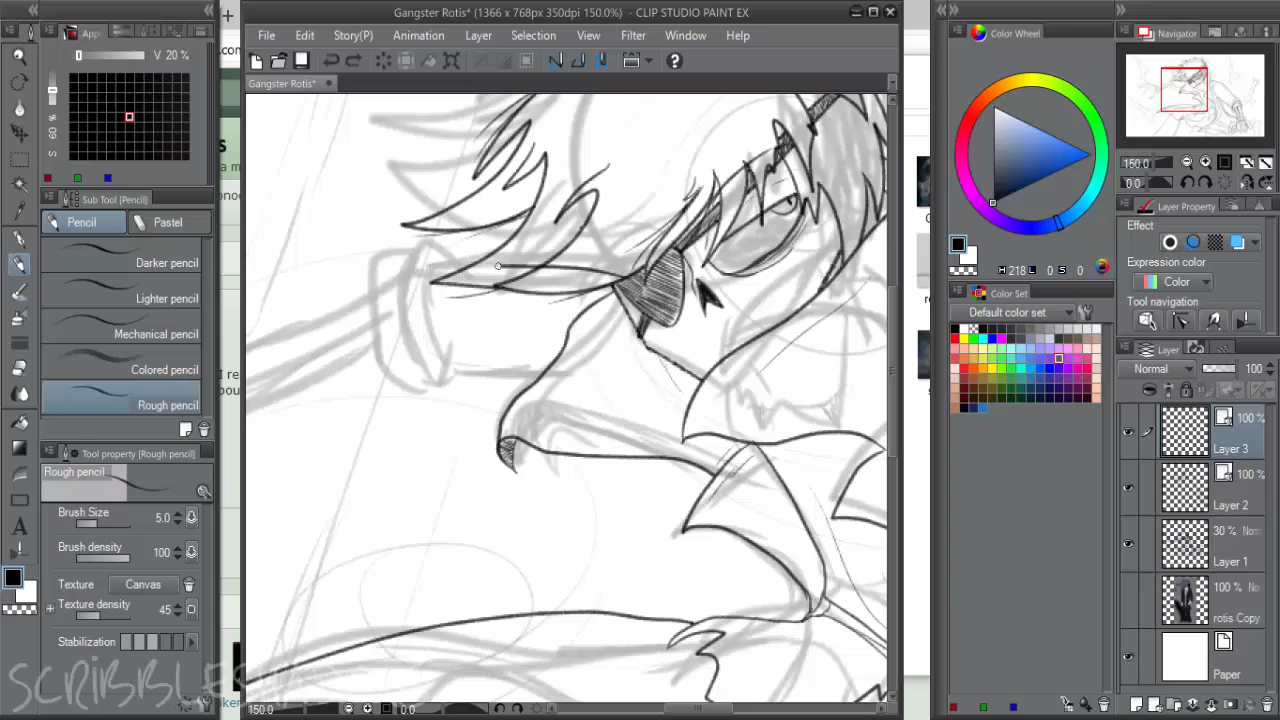 Gangster Rotis* (1366 x 768px 350dpi 150.0%) - CLIP STUDIO PAINT EX
File Edit Story(P) Animation Layer Selection View Filter Window Help
Gangster Rotis*
App
V 20 %
60 %
S
Sub Tool [Pencil]
Pencil Pastel
Darker pencil
Lighter pencil
Mechanical pencil
Colored pencil
Rough pencil
Tool property [Rough pencil]
Rough pencil
Brush Size 5.0
Brush density 100
Texture Canvas
Texture density 45
Stabilization
150.0 0.0
Color Wheel
H 218 L 0 S 0
Color Set
Default color set
Navigator
150.0
0.0
Layer Property
Effect
Expression color
Color
Tool navigation
Layer
Normal 100
100 %
Layer 3
100 %
Layer 2
30 %
Layer 1
100 %
rotis Copy
Paper